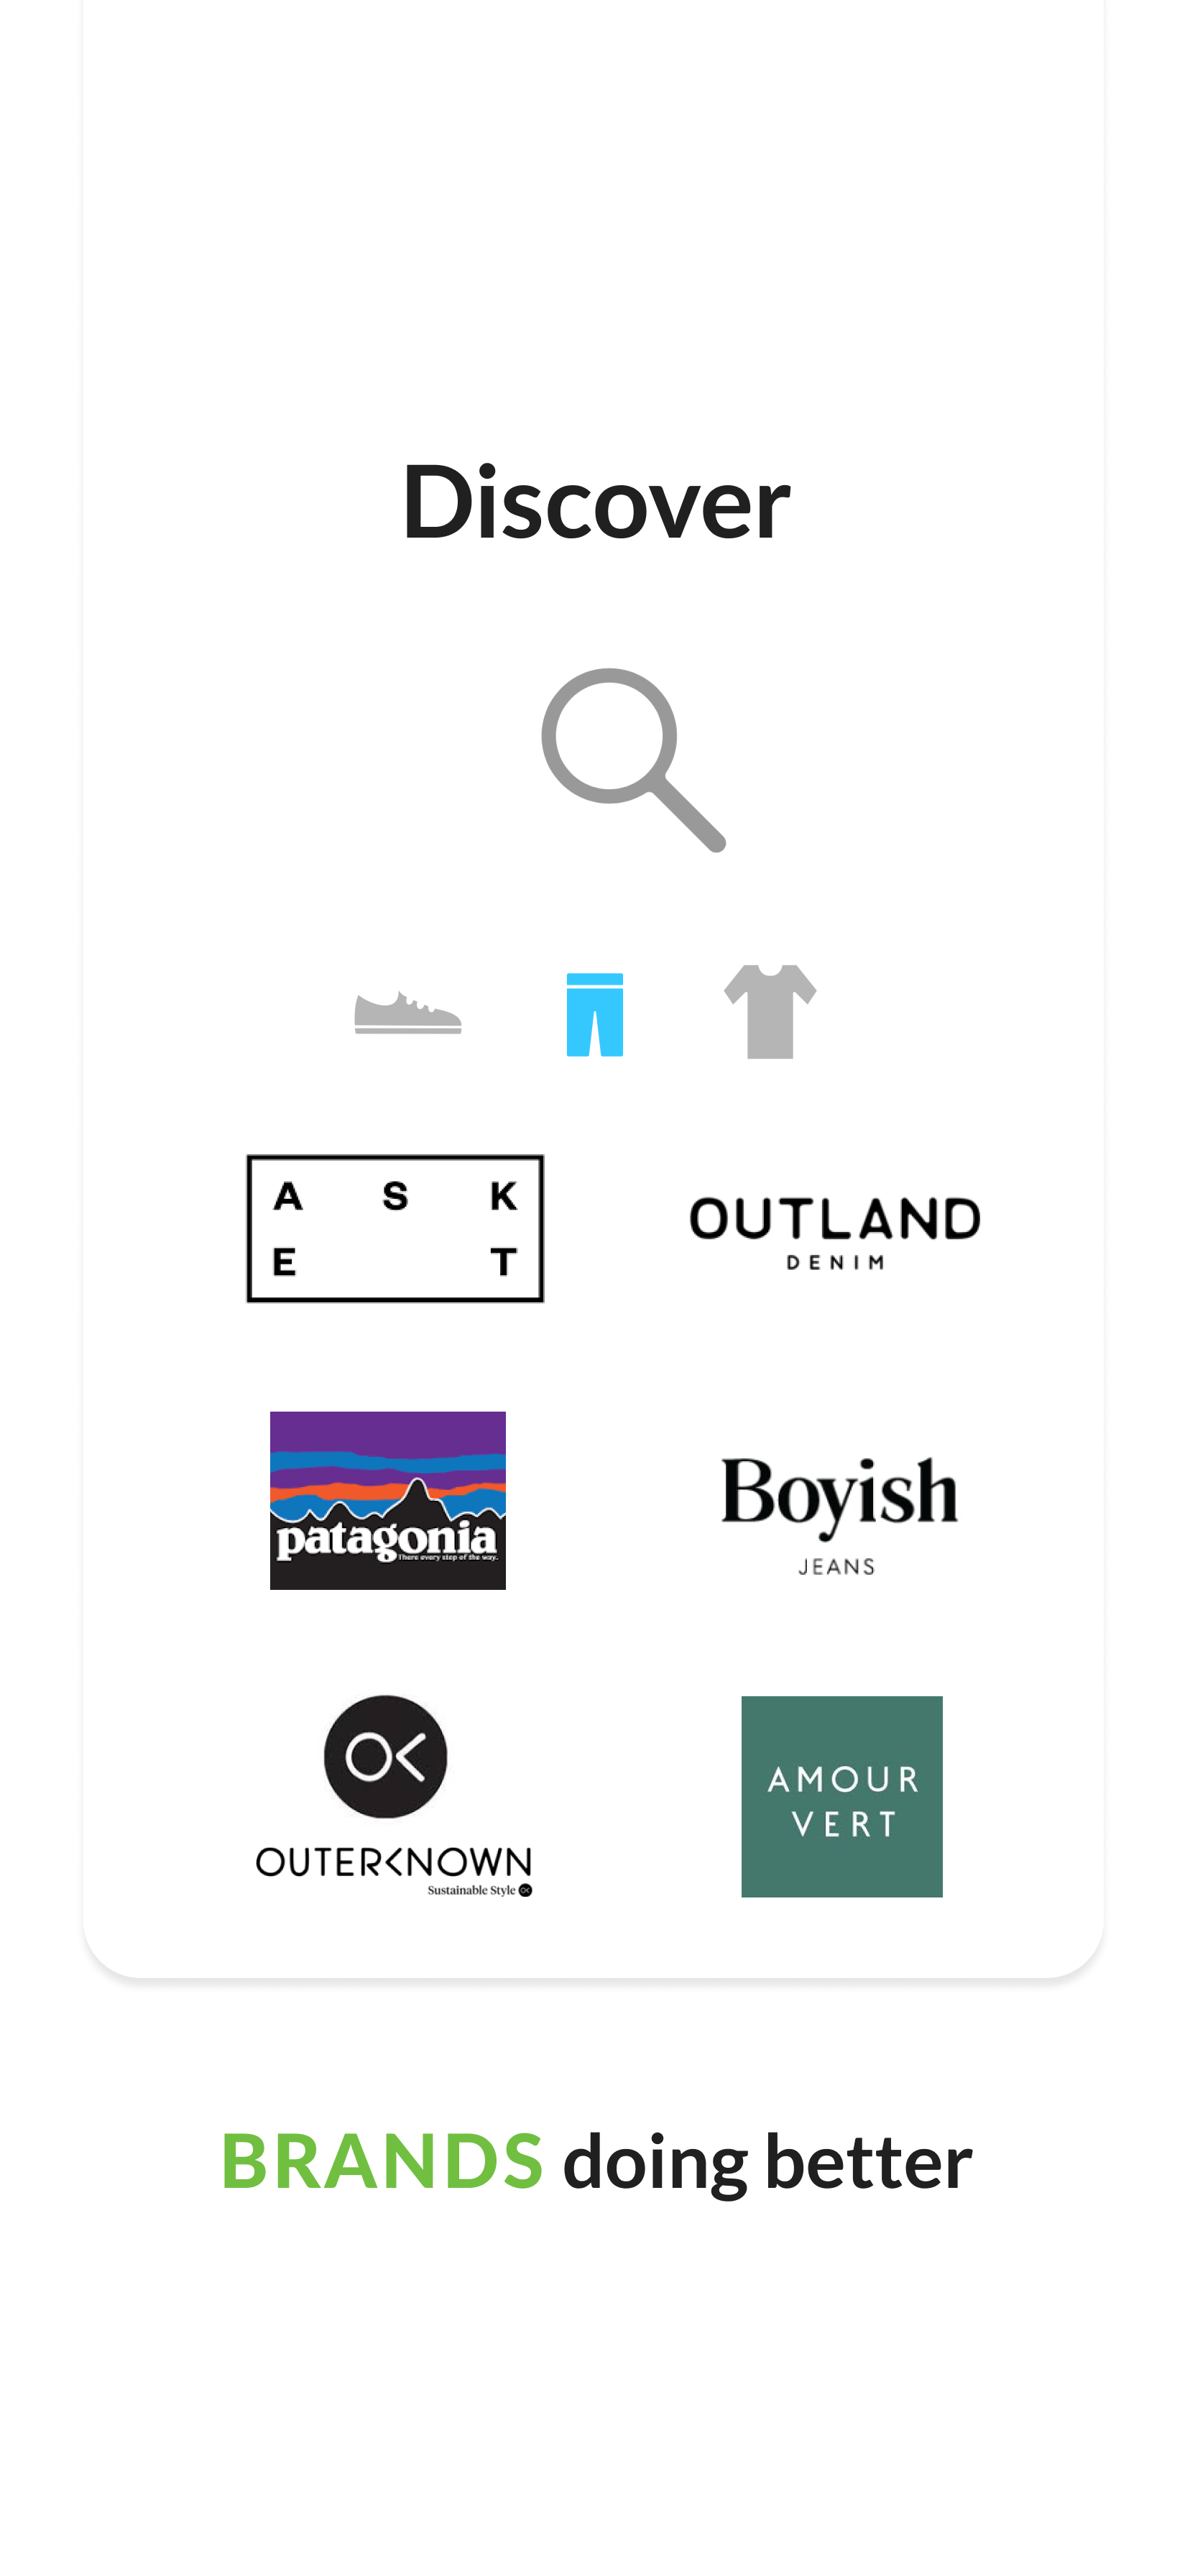 Discover
A S K
E T
OUTLAND
DENIM
patagonia
There every step of the way.
Boyish
JEANS
OK
OUTERKNOWN
Sustainable Style OK
AMOUR
VERT
BRANDS doing better